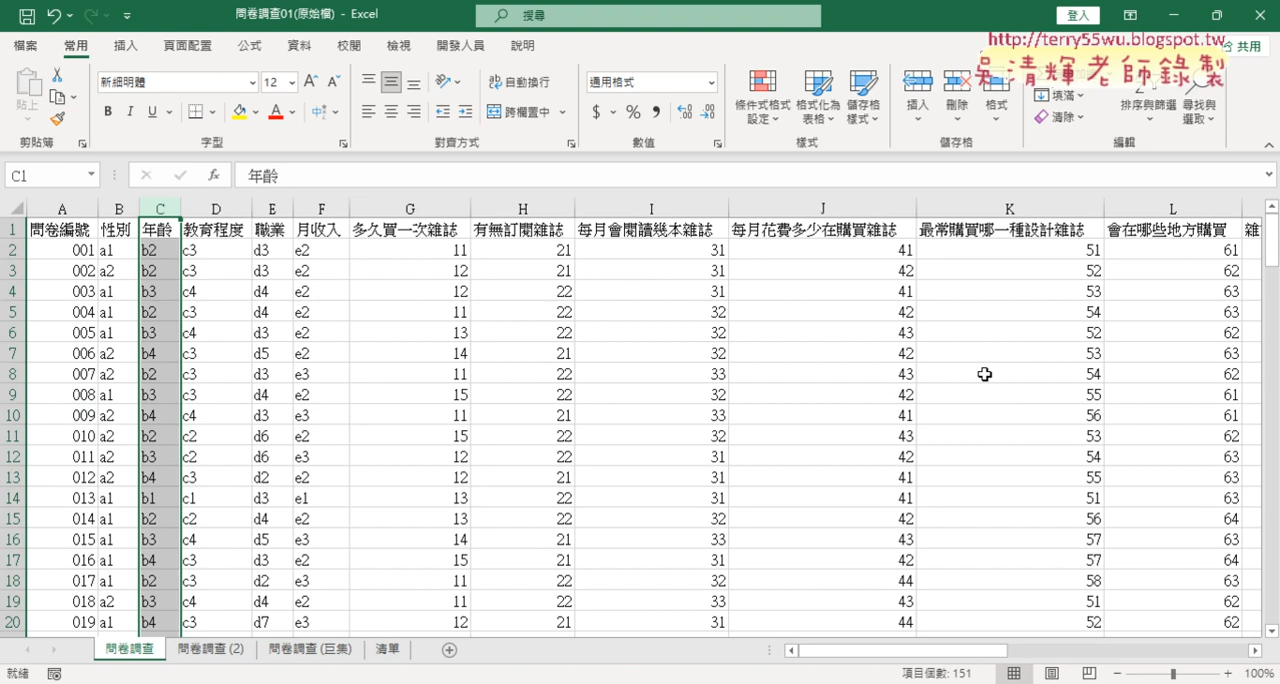 問卷調查01(原始檔) - Excel
搜尋
登入
檔案 常用 插入 頁面配置 公式 資料 校閱 檢視 開發人員 說明
共用
http://terry55wu.blogspot.tw
吳清輝老師錄製
貼上
剪貼簿
新細明體 12
B I U
字型
自動換行
跨欄置中
對齊方式
通用格式
$ % ,
數值
條件式格式設定
格式化為表格
儲存格樣式
樣式
插入 刪除 格式
儲存格
填滿
清除
排序與篩選
尋找與選取
編輯
C1 fx 年齡
A B C D E F G H I J K L
1 問卷編號 性別 年齡 教育程度 職業 月收入 多久買一次雜誌 有無訂閱雜誌 每月會閱讀幾本雜誌 每月花費多少在購買雜誌 最常購買哪一種設計雜誌 會在哪些地方購買
2 001 a1 b2 c3 d3 e2 11 21 31 41 51 61
3 002 a2 b2 c3 d3 e2 12 21 31 42 52 62
4 003 a1 b3 c4 d4 e2 12 22 31 41 53 63
5 004 a1 b2 c3 d4 e2 11 22 32 42 54 63
6 005 a1 b3 c4 d3 e2 13 22 32 43 52 62
7 006 a2 b4 c3 d5 e2 14 21 32 42 53 63
8 007 a2 b2 c3 d3 e3 11 22 33 43 54 62
9 008 a1 b3 c3 d4 e2 15 22 32 42 55 61
10 009 a2 b4 c4 d3 e3 11 21 33 41 56 61
11 010 a2 b2 c2 d6 e2 15 22 32 43 53 62
12 011 a2 b3 c2 d6 e3 12 22 31 42 54 63
13 012 a2 b4 c3 d2 e2 12 21 31 41 55 63
14 013 a1 b1 c1 d3 e1 13 22 31 41 51 63
15 014 a1 b2 c2 d4 e2 13 22 32 42 56 64
16 015 a1 b3 c4 d5 e3 14 21 33 43 57 63
17 016 a1 b4 c3 d3 e2 15 21 31 42 57 64
18 017 a1 b2 c3 d2 e3 11 22 32 44 58 63
19 018 a2 b3 c4 d4 e2 11 22 33 43 51 62
20 019 a1 b4 c3 d7 e3 12 21 31 44 52 62
問卷調查 問卷調查 (2) 問卷調查 (巨集) 清單
就緒 項目個數: 151 100%